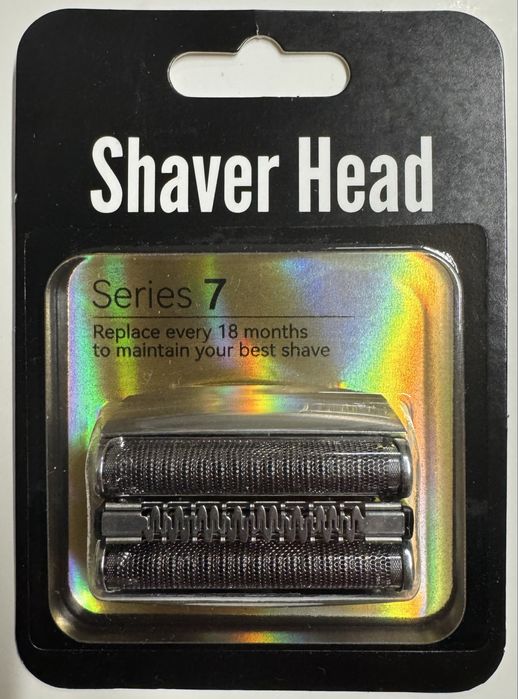 Shaver Head
Series 7
Replace every 18 months
to maintain your best shave